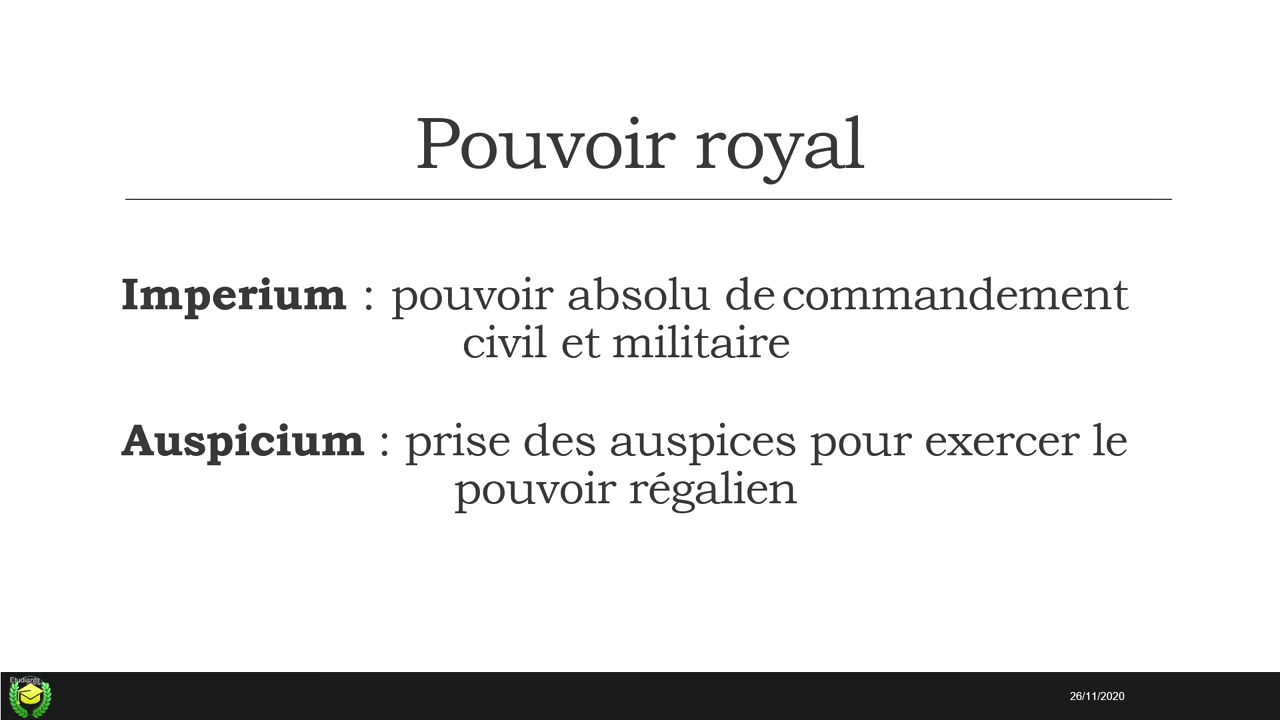 Pouvoir royal
Imperium : pouvoir absolu de commandement
civil et militaire
Auspicium : prise des auspices pour exercer le
pouvoir régalien
Etudiants
26/11/2020